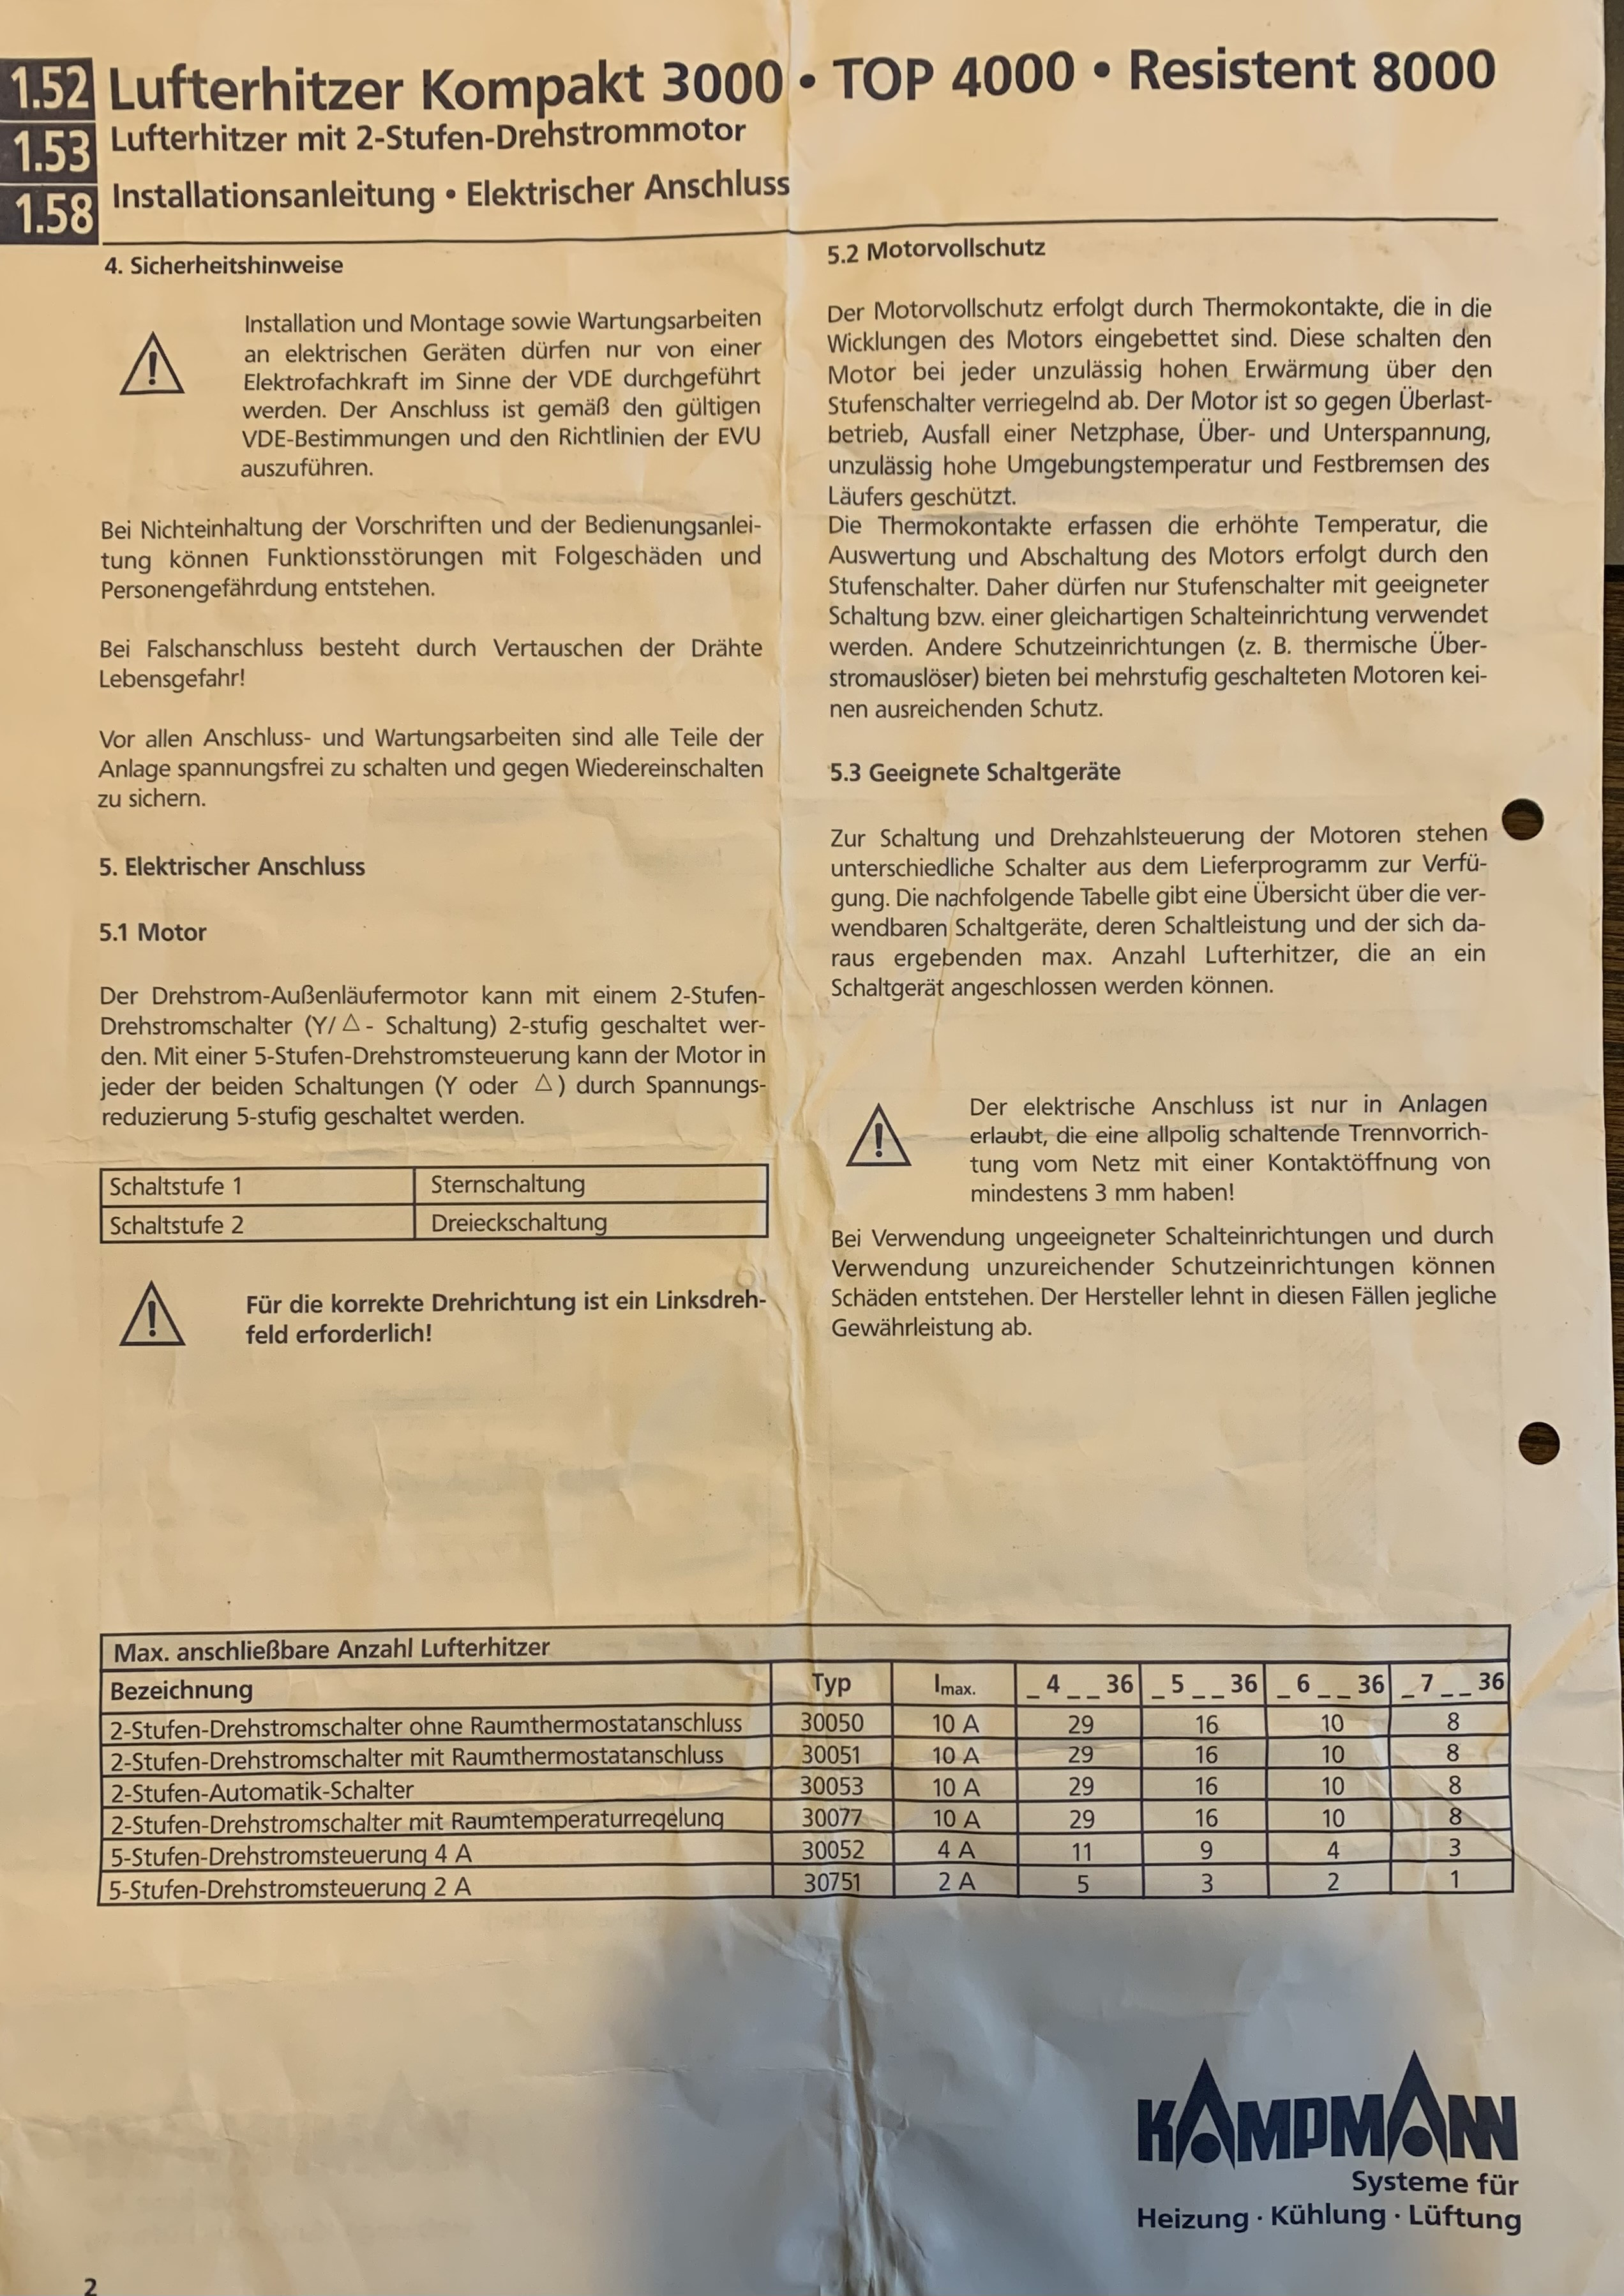 1.52
1.53
1.58
Lufterhitzer Kompakt 3000 • TOP 4000 • Resistent 8000
Lufterhitzer mit 2-Stufen-Drehstrommotor
Installationsanleitung • Elektrischer Anschluss
4. Sicherheitshinweise
Installation und Montage sowie Wartungsarbeiten
an elektrischen Geräten dürfen nur von einer
Elektrofachkraft im Sinne der VDE durchgeführt
werden. Der Anschluss ist gemäß den gültigen
VDE-Bestimmungen und den Richtlinien der EVU
auszuführen.
Bei Nichteinhaltung der Vorschriften und der Bedienungsanlei-
tung können Funktionsstörungen mit Folgeschäden und
Personengefährdung entstehen.
Bei Falschanschluss besteht durch Vertauschen der Drähte
Lebensgefahr!
Vor allen Anschluss- und Wartungsarbeiten sind alle Teile der
Anlage spannungsfrei zu schalten und gegen Wiedereinschalten
zu sichern.
5. Elektrischer Anschluss
5.1 Motor
Der Drehstrom-Außenläufermotor kann mit einem 2-Stufen-
Drehstromschalter (Y/ △ - Schaltung) 2-stufig geschaltet wer-
den. Mit einer 5-Stufen-Drehstromsteuerung kann der Motor in
jeder der beiden Schaltungen (Y oder △ ) durch Spannungs-
reduzierung 5-stufig geschaltet werden.
Schaltstufe 1 Sternschaltung
Schaltstufe 2 Dreieckschaltung
Für die korrekte Drehrichtung ist ein Linksdreh-
feld erforderlich!
5.2 Motorvollschutz
Der Motorvollschutz erfolgt durch Thermokontakte, die in die
Wicklungen des Motors eingebettet sind. Diese schalten den
Motor bei jeder unzulässig hohen Erwärmung über den
Stufenschalter verriegelnd ab. Der Motor ist so gegen Überlast-
betrieb, Ausfall einer Netzphase, Über- und Unterspannung,
unzulässig hohe Umgebungstemperatur und Festbremsen des
Läufers geschützt.
Die Thermokontakte erfassen die erhöhte Temperatur, die
Auswertung und Abschaltung des Motors erfolgt durch den
Stufenschalter. Daher dürfen nur Stufenschalter mit geeigneter
Schaltung bzw. einer gleichartigen Schalteinrichtung verwendet
werden. Andere Schutzeinrichtungen (z. B. thermische Über-
stromauslöser) bieten bei mehrstufig geschalteten Motoren kei-
nen ausreichenden Schutz.
5.3 Geeignete Schaltgeräte
Zur Schaltung und Drehzahlsteuerung der Motoren stehen
unterschiedliche Schalter aus dem Lieferprogramm zur Verfü-
gung. Die nachfolgende Tabelle gibt eine Übersicht über die ver-
wendbaren Schaltgeräte, deren Schaltleistung und der sich da-
raus ergebenden max. Anzahl Lufterhitzer, die an ein
Schaltgerät angeschlossen werden können.
Der elektrische Anschluss ist nur in Anlagen
erlaubt, die eine allpolig schaltende Trennvorrich-
tung vom Netz mit einer Kontaktöffnung von
mindestens 3 mm haben!
Bei Verwendung ungeeigneter Schalteinrichtungen und durch
Verwendung unzureichender Schutzeinrichtungen können
Schäden entstehen. Der Hersteller lehnt in diesen Fällen jegliche
Gewährleistung ab.
Max. anschließbare Anzahl Lufterhitzer
Bezeichnung Typ Imax. _ 4 _ _ 36 _ 5 _ _ 36 _ 6 _ _ 36 _ 7 _ _ 36
2-Stufen-Drehstromschalter ohne Raumthermostatanschluss 30050 10 A 29 16 10 8
2-Stufen-Drehstromschalter mit Raumthermostatanschluss 30051 10 A 29 16 10 8
2-Stufen-Automatik-Schalter 30053 10 A 29 16 10 8
2-Stufen-Drehstromschalter mit Raumtemperaturregelung 30077 10 A 29 16 10 8
5-Stufen-Drehstromsteuerung 4 A 30052 4 A 11 9 4 3
5-Stufen-Drehstromsteuerung 2 A 30751 2 A 5 3 2 1
KAMPMANN
Systeme für
Heizung · Kühlung · Lüftung
2